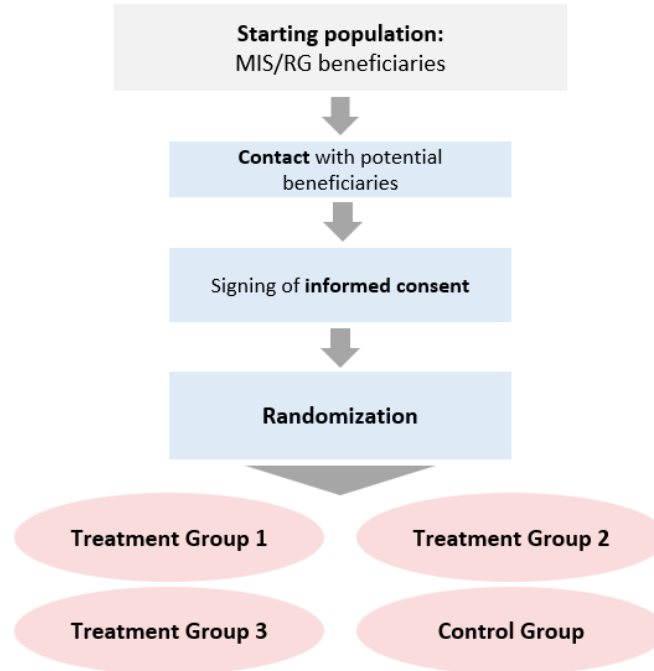 Starting population:
MIS/RG beneficiaries
Contact with potential
beneficiaries
Signing of informed consent
Randomization
Treatment Group 1
Treatment Group 2
Treatment Group 3
Control Group